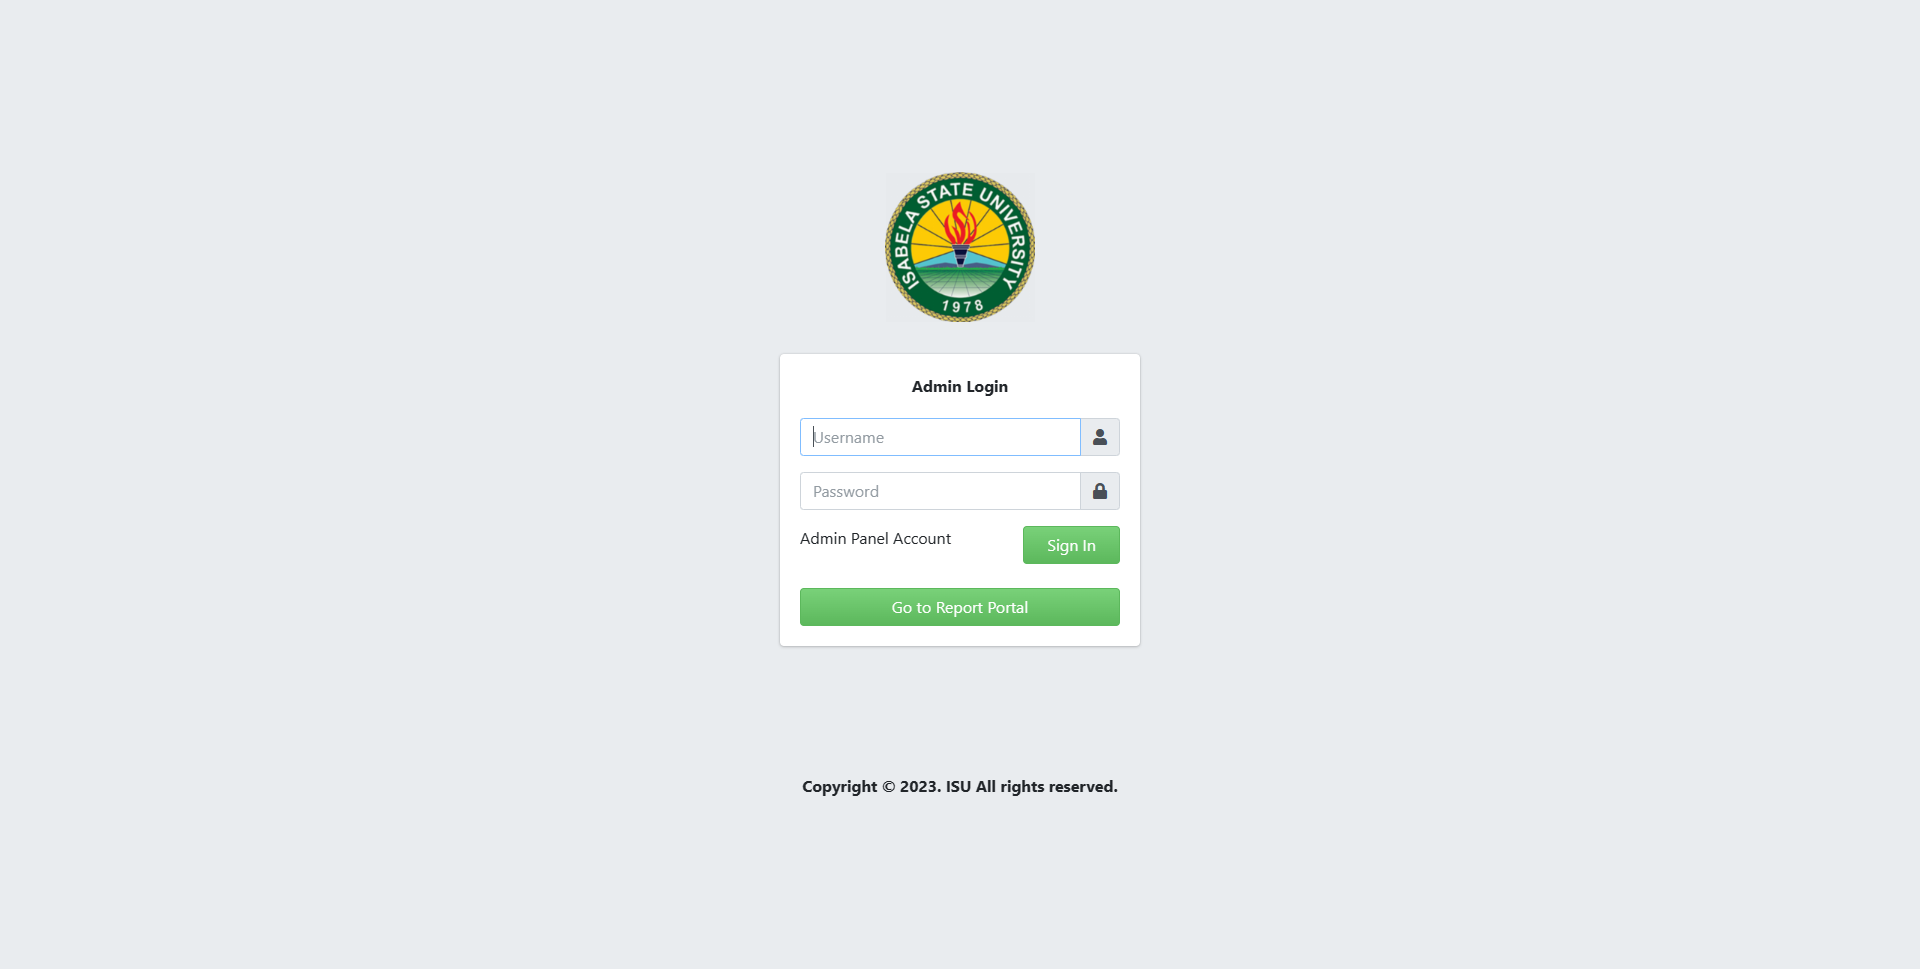 ISABELA STATE UNIVERSITY
1978
Admin Login
Username
Password
Admin Panel Account
Sign In
Go to Report Portal
Copyright © 2023. ISU All rights reserved.